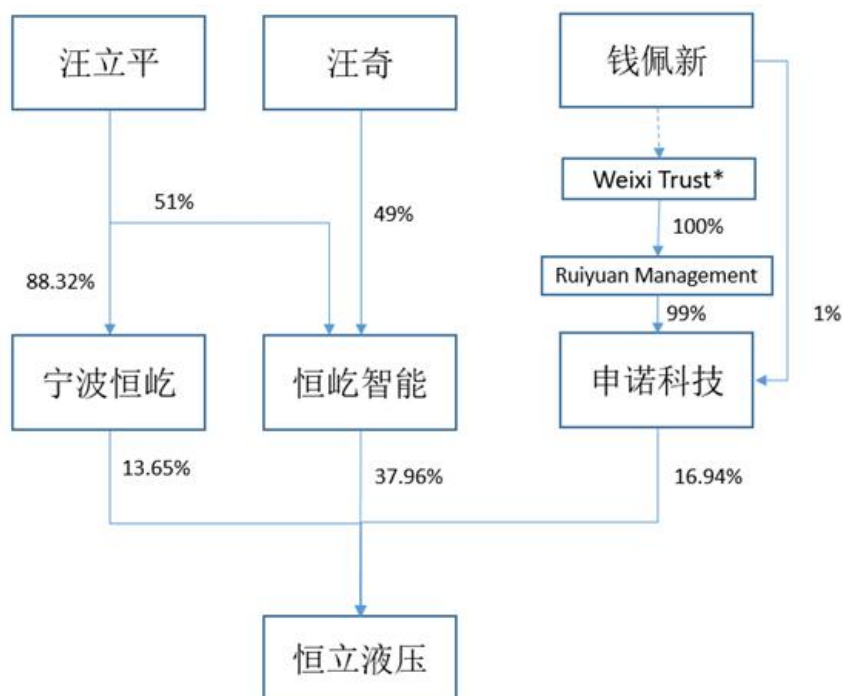 汪立平
汪奇
钱佩新
Weixi Trust*
51%
49%
100%
88.32%
Ruiyuan Management
99%
1%
宁波恒屹
恒屹智能
申诺科技
13.65%
37.96%
16.94%
恒立液压